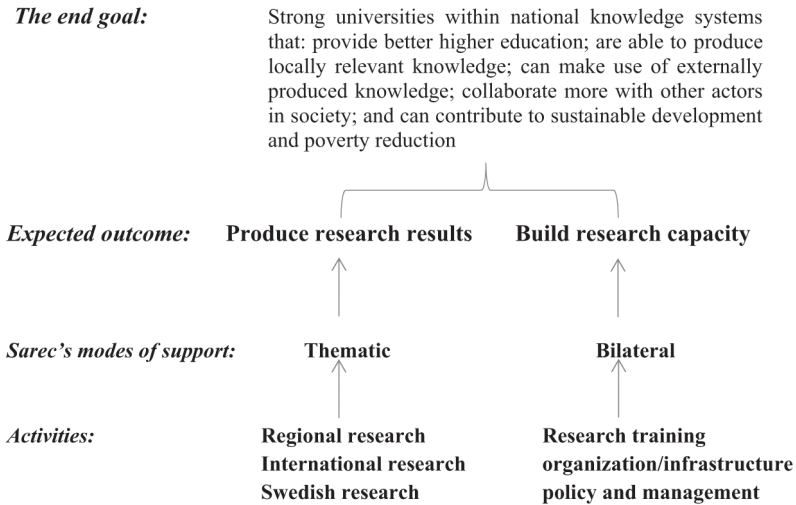 The end goal:
Strong universities within national knowledge systems
that: provide better higher education; are able to produce
locally relevant knowledge; can make use of externally
produced knowledge; collaborate more with other actors
in society; and can contribute to sustainable development
and poverty reduction
Expected outcome: Produce research results Build research capacity
Sarec's modes of support: Thematic Bilateral
Activities: Regional research Research training
International research organization/infrastructure
Swedish research policy and management